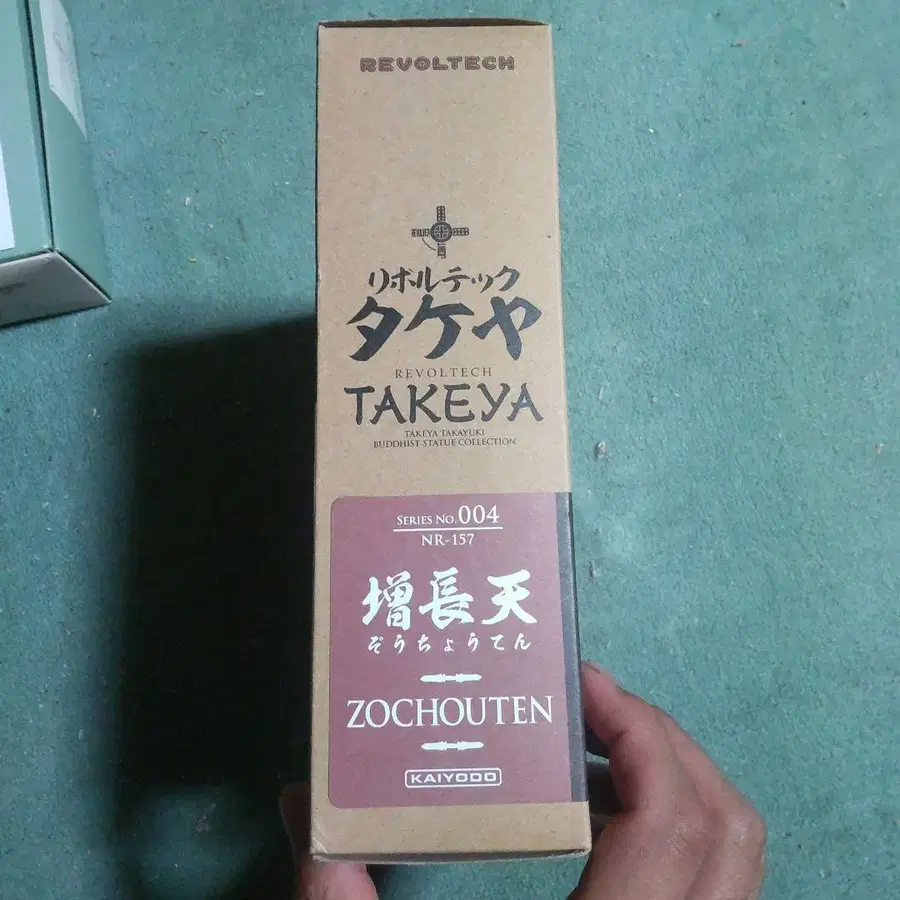 REVOLTECH
リボルテック
タケヤ
REVOLTECH
TAKEYA
TAKEYA TAKAYUKI
BUDDHIST STATUE COLLECTION
SERIES NO.004
NR-157
増長天
ぞうちょうてん
ZOCHOUTEN
KAIYODO